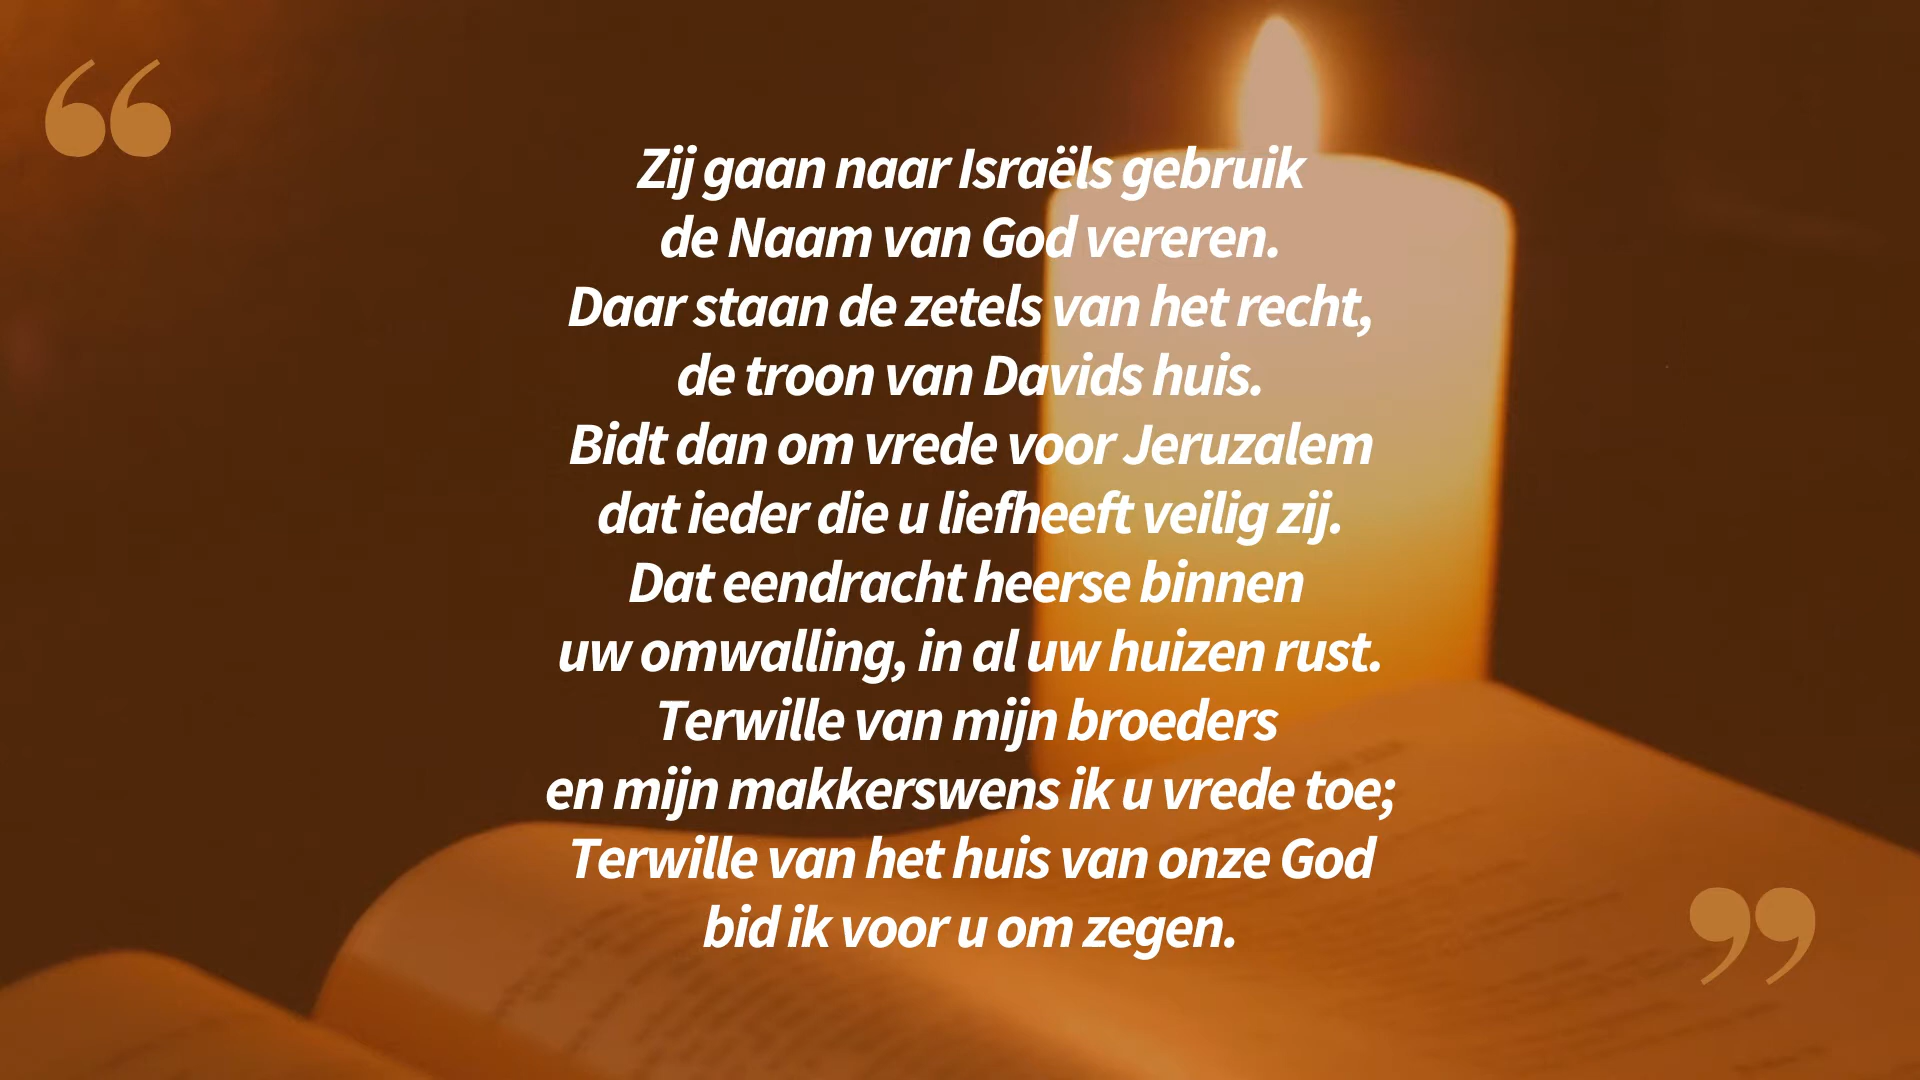 “
Zij gaan naar Israëls gebruik
de Naam van God vereren.
Daar staan de zetels van het recht,
de troon van Davids huis.
Bidt dan om vrede voor Jeruzalem
dat ieder die u liefheeft veilig zij.
Dat eendracht heerse binnen
uw omwalling, in al uw huizen rust.
Terwille van mijn broeders
en mijn makkerswens ik u vrede toe;
Terwille van het huis van onze God
bid ik voor u om zegen.
”